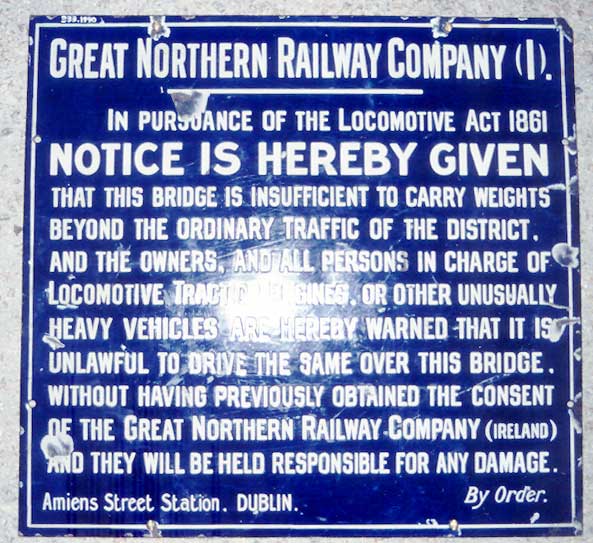 233.1990
GREAT NORTHERN RAILWAY COMPANY (I).
IN PURSUANCE OF THE LOCOMOTIVE ACT 1861
NOTICE IS HEREBY GIVEN
THAT THIS BRIDGE IS INSUFFICIENT TO CARRY WEIGHTS
BEYOND THE ORDINARY TRAFFIC OF THE DISTRICT.
AND THE OWNERS, AND ALL PERSONS IN CHARGE OF
LOCOMOTIVE TRACTION ENGINES, OR OTHER UNUSUALLY
HEAVY VEHICLES ARE HEREBY WARNED THAT IT IS
UNLAWFUL TO DRIVE THE SAME OVER THIS BRIDGE.
WITHOUT HAVING PREVIOUSLY OBTAINED THE CONSENT
OF THE GREAT NORTHERN RAILWAY COMPANY (IRELAND)
AND THEY WILL BE HELD RESPONSIBLE FOR ANY DAMAGE.
Amiens Street Station. DUBLIN. By Order.